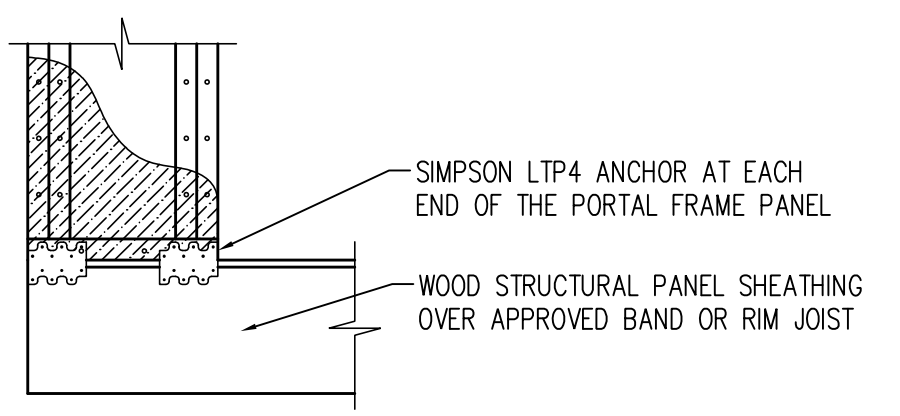 SIMPSON LTP4 ANCHOR AT EACH
END OF THE PORTAL FRAME PANEL
WOOD STRUCTURAL PANEL SHEATHING
OVER APPROVED BAND OR RIM JOIST